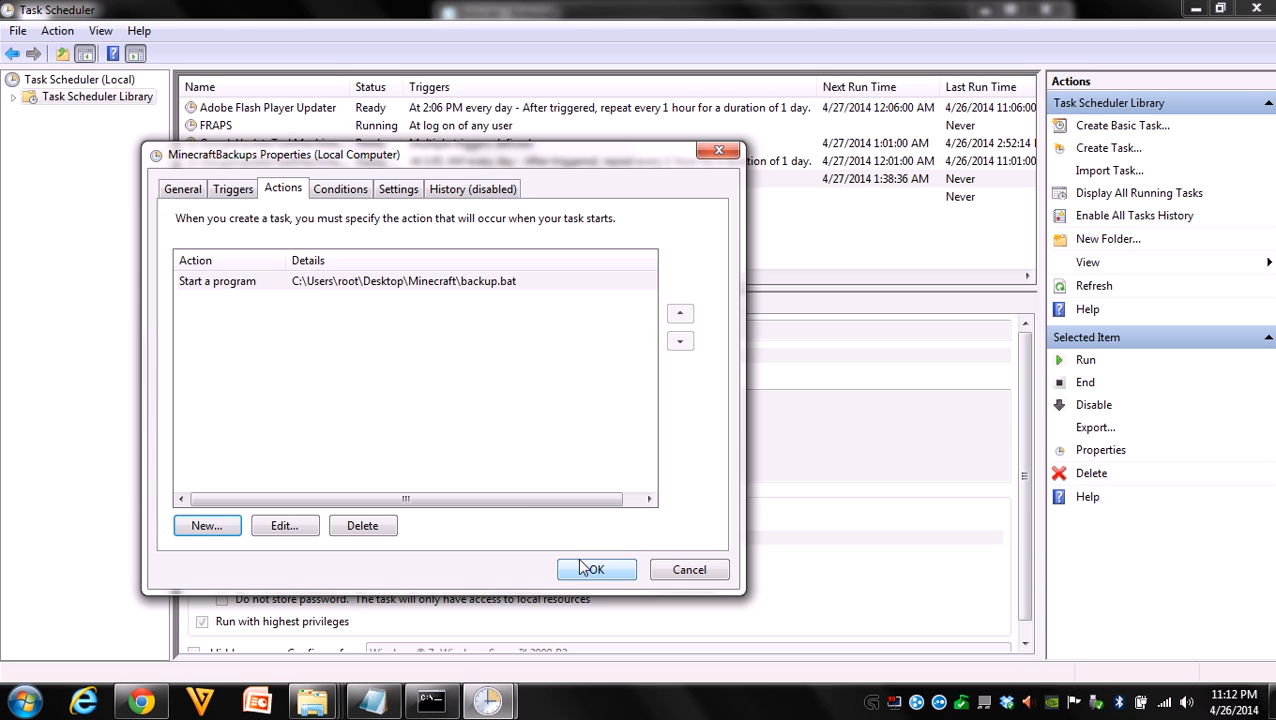 Task Scheduler
File Action View Help
Task Scheduler (Local)
Task Scheduler Library
Name Status Triggers Next Run Time Last Run Time
Adobe Flash Player Updater Ready At 2:06 PM every day - After triggered, repeat every 1 hour for a duration of 1 day. 4/27/2014 12:06:00 AM 4/26/2014 11:06:00
FRAPS Running At log on of any user Never
4/27/2014 1:01:00 AM 4/26/2014 2:52:14 P
n of 1 day. 4/27/2014 12:01:00 AM 4/26/2014 11:01:00
4/27/2014 1:38:36 AM Never
Never
MinecraftBackups Properties (Local Computer)
General Triggers Actions Conditions Settings History (disabled)
When you create a task, you must specify the action that will occur when your task starts.
Action Details
Start a program C:\Users\root\Desktop\Minecraft\backup.bat
New... Edit... Delete
OK Cancel
Do not store password. The task will only have access to local resources
Run with highest privileges
Actions
Task Scheduler Library
Create Basic Task...
Create Task...
Import Task...
Display All Running Tasks
Enable All Tasks History
New Folder...
View
Refresh
Help
Selected Item
Run
End
Disable
Export...
Properties
Delete
Help
11:12 PM
4/26/2014